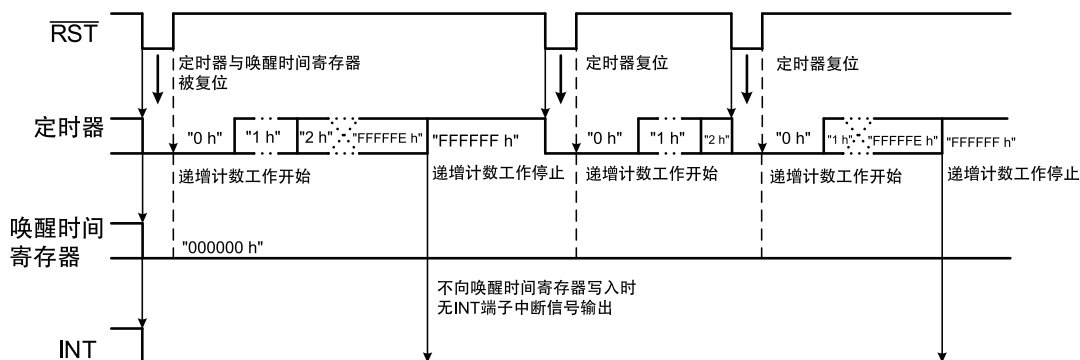 RST
定时器与唤醒时间寄存器
被复位
定时器复位
定时器复位
定时器
"0 h"
"1 h"
"2 h"
"FFFFFE h"
"FFFFFF h"
"0 h"
"1 h"
"2 h"
"0 h"
"1 h"
"FFFFFE h"
"FFFFFF h"
递增计数工作开始
递增计数工作停止
递增计数工作开始
递增计数工作开始
递增计数工作停止
唤醒时间
寄存器
"000000 h"
不向唤醒时间寄存器写入时
无INT端子中断信号输出
INT